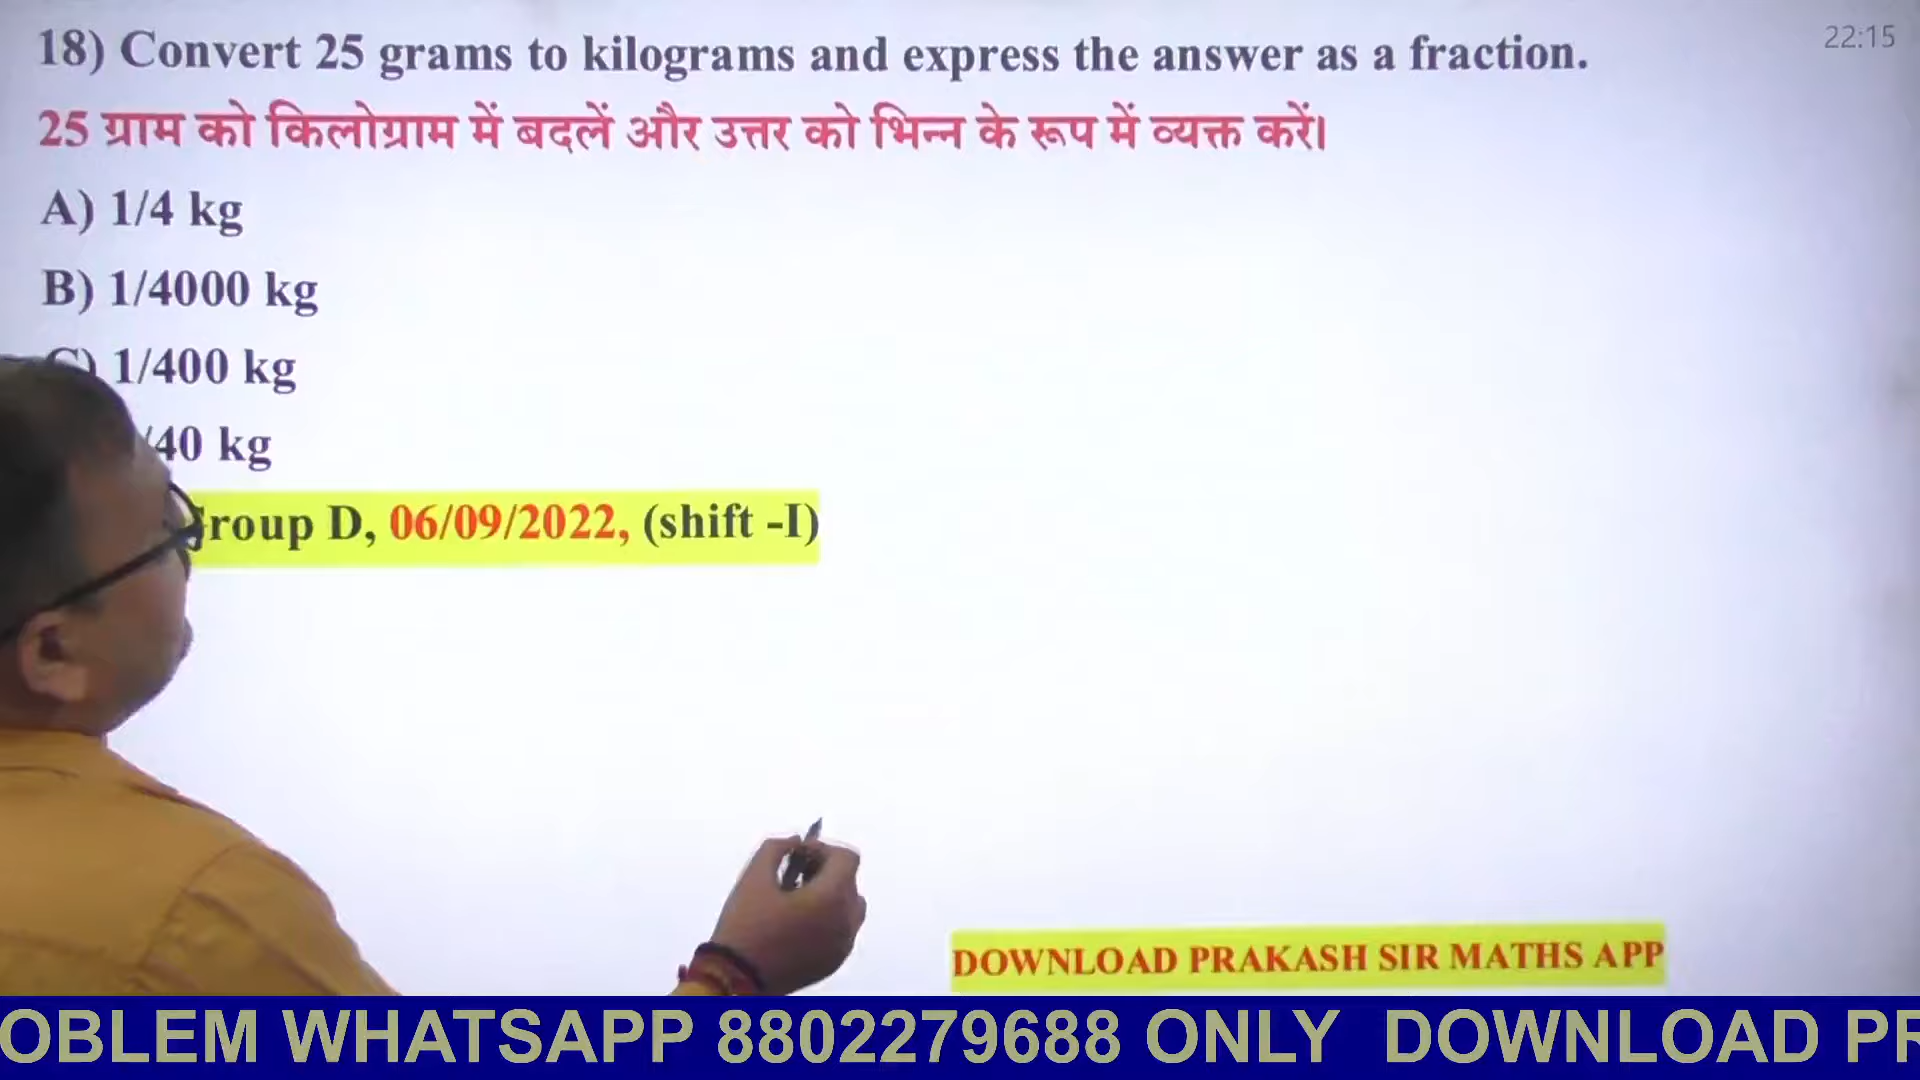 18) Convert 25 grams to kilograms and express the answer as a fraction.
22:15
25 ग्राम को किलोग्राम में बदलें और उत्तर को भिन्न के रूप में व्यक्त करें।
A) 1/4 kg
B) 1/4000 kg
C) 1/400 kg
/40 kg
Group D, 06/09/2022, (shift -I)
DOWNLOAD PRAKASH SIR MATHS APP
OBLEM WHATSAPP 8802279688 ONLY DOWNLOAD PR